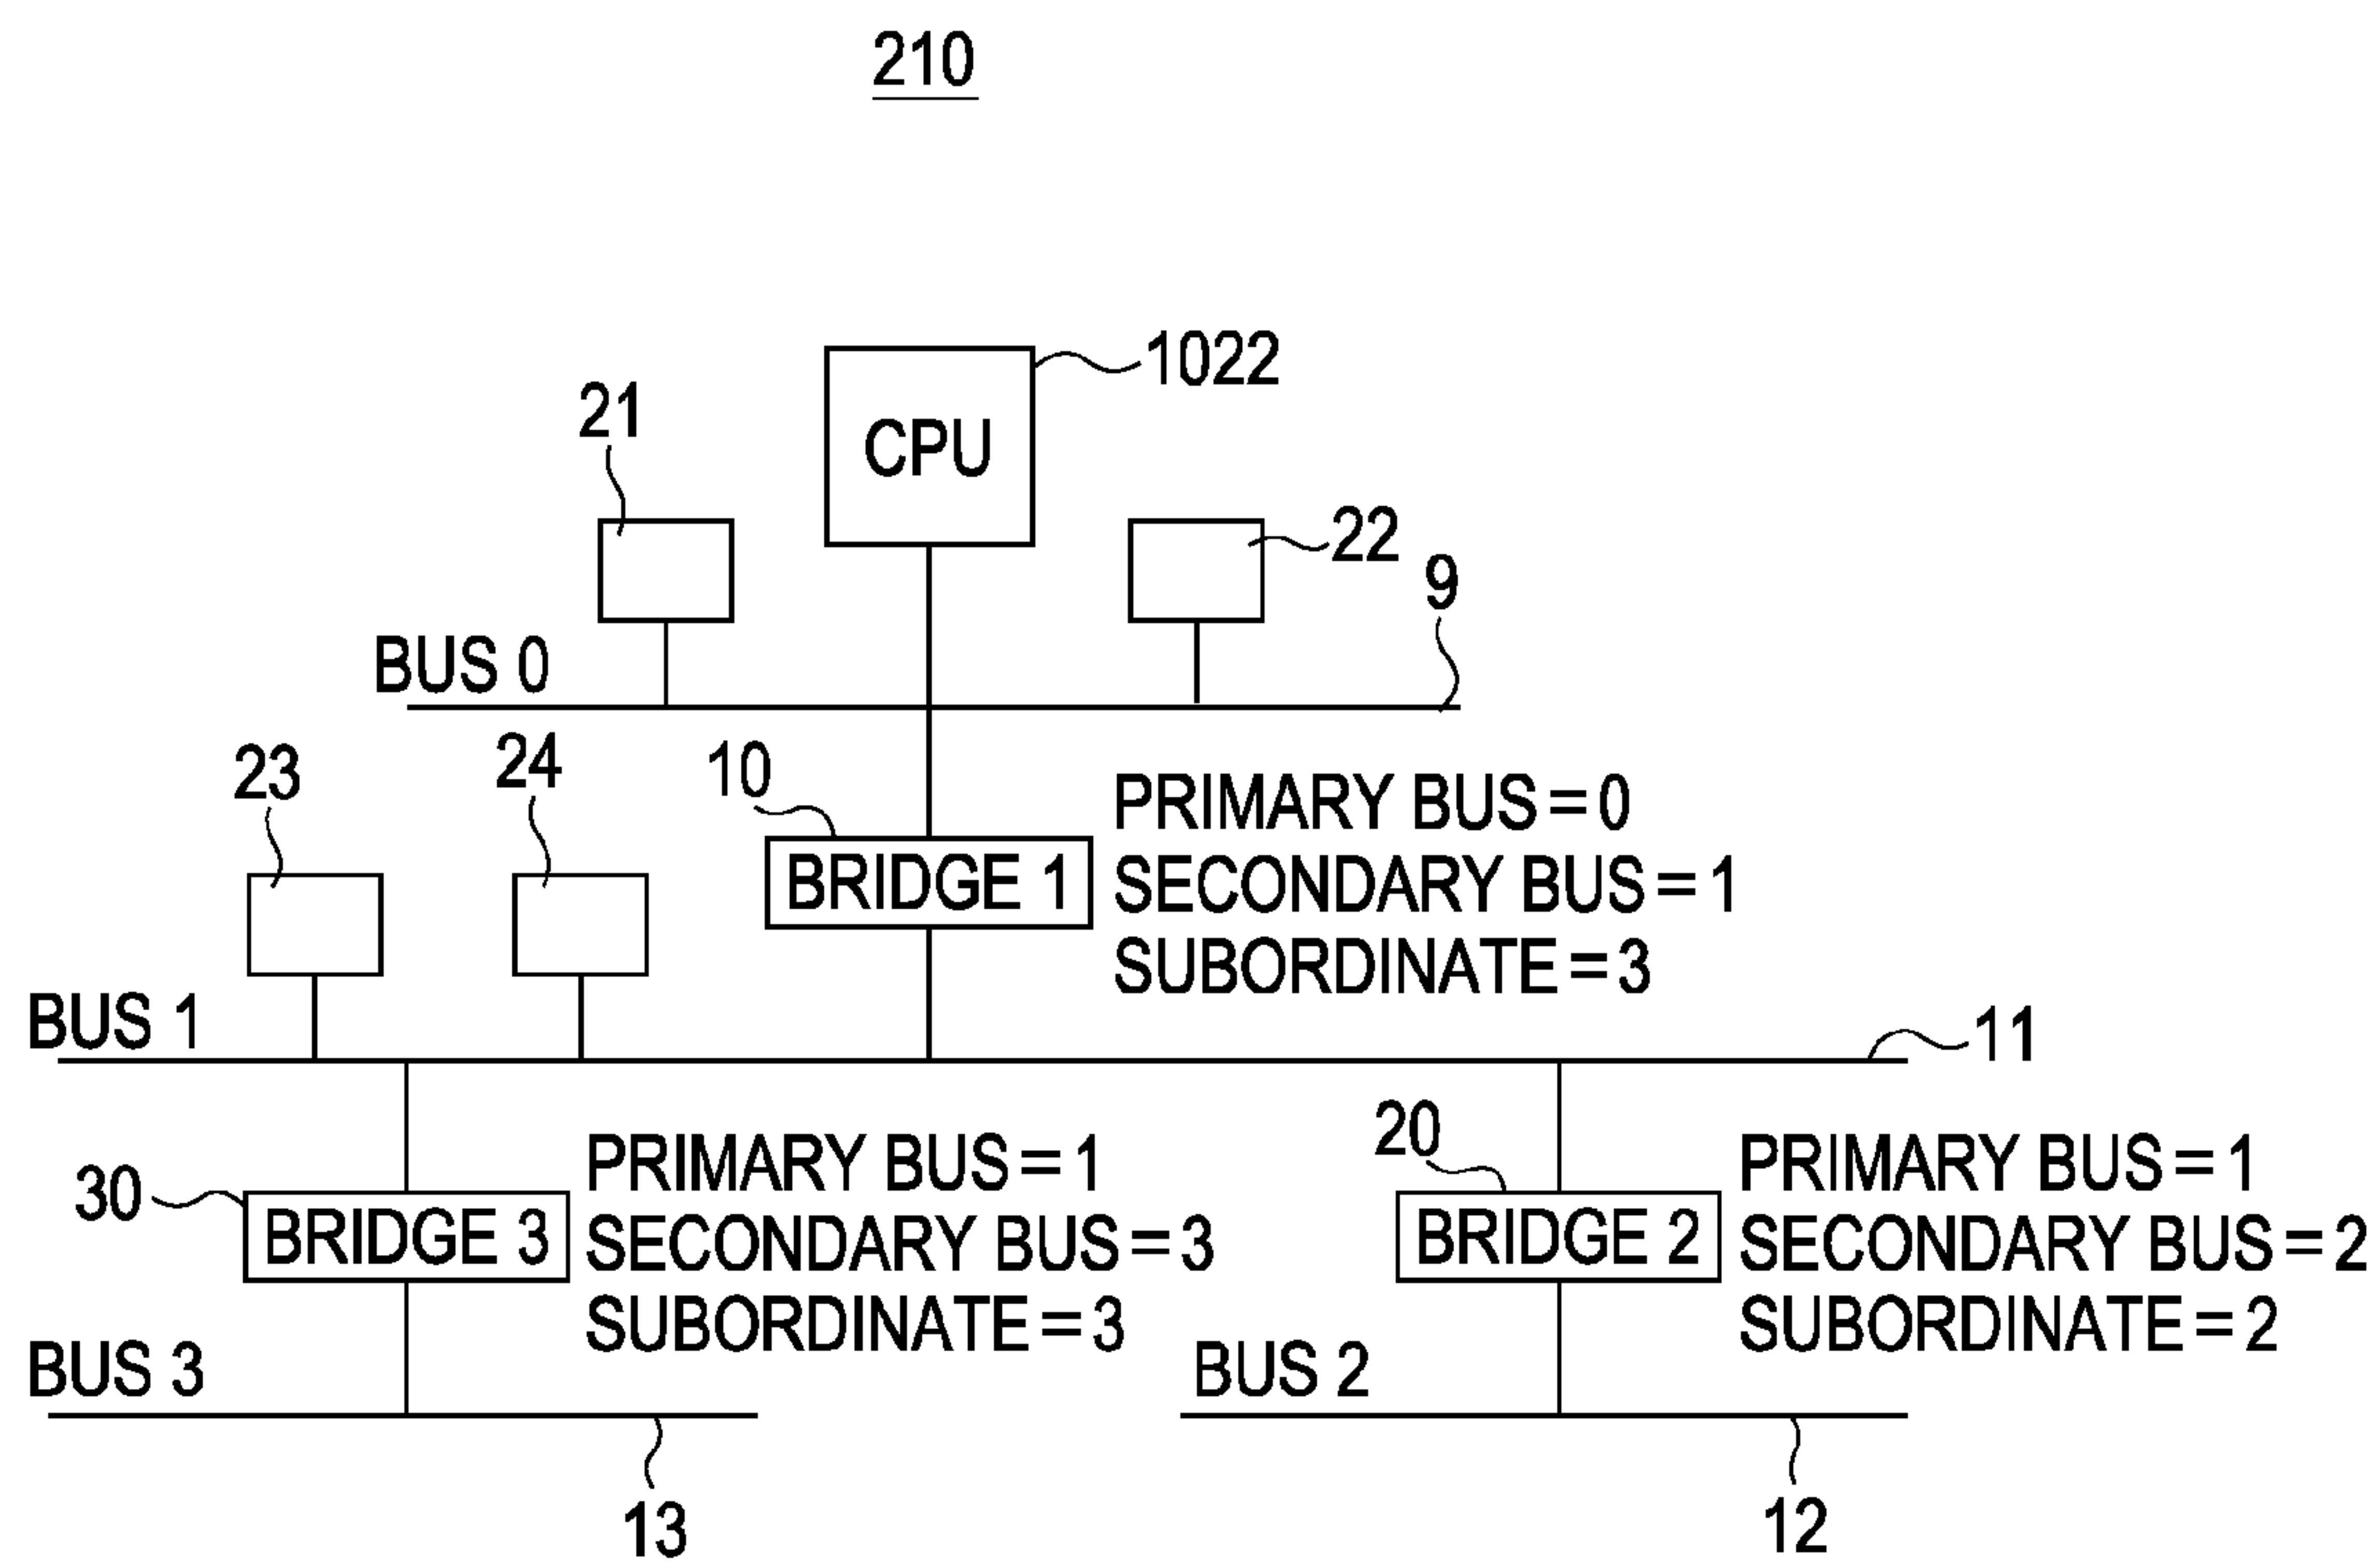 210
1022
CPU
21
22
9
BUS 0
23
24
10
BRIDGE 1
PRIMARY BUS=0
SECONDARY BUS=1
SUBORDINATE=3
BUS 1
11
30
BRIDGE 3
PRIMARY BUS=1
SECONDARY BUS=3
SUBORDINATE=3
20
BRIDGE 2
PRIMARY BUS=1
SECONDARY BUS=2
SUBORDINATE=2
BUS 3
BUS 2
13
12